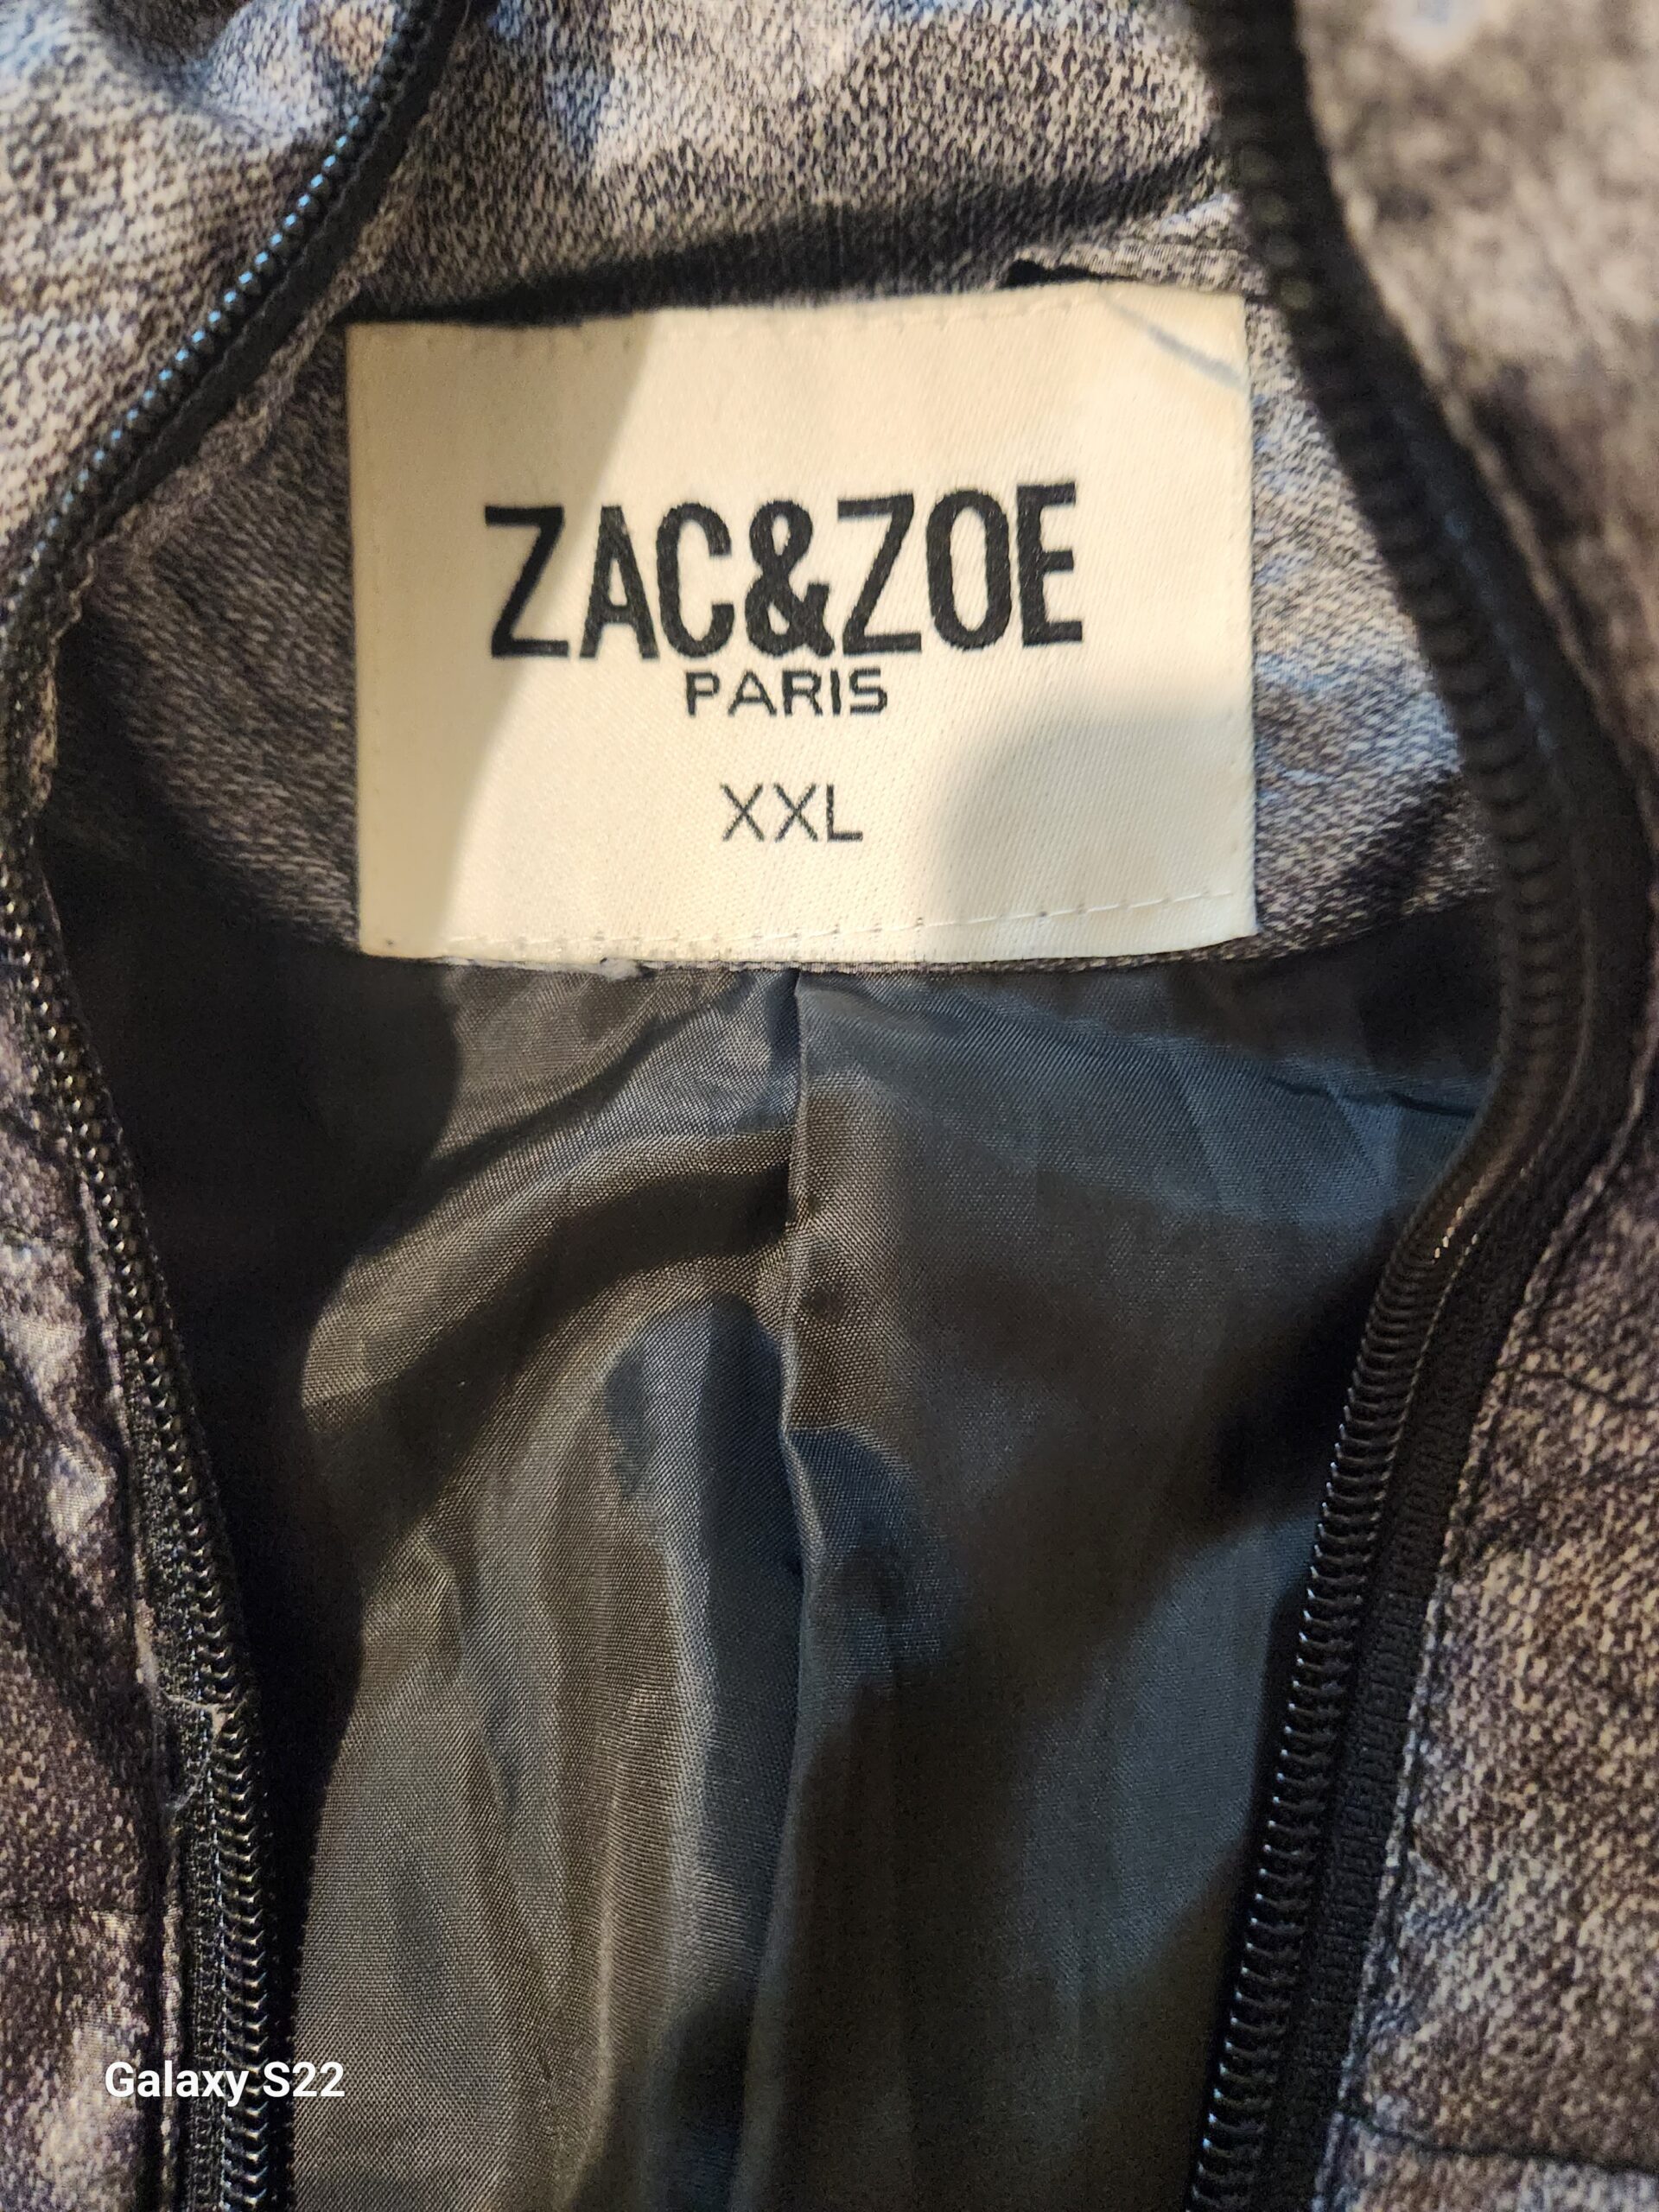 ZAC&ZOE
PARIS
XXL
Galaxy S22